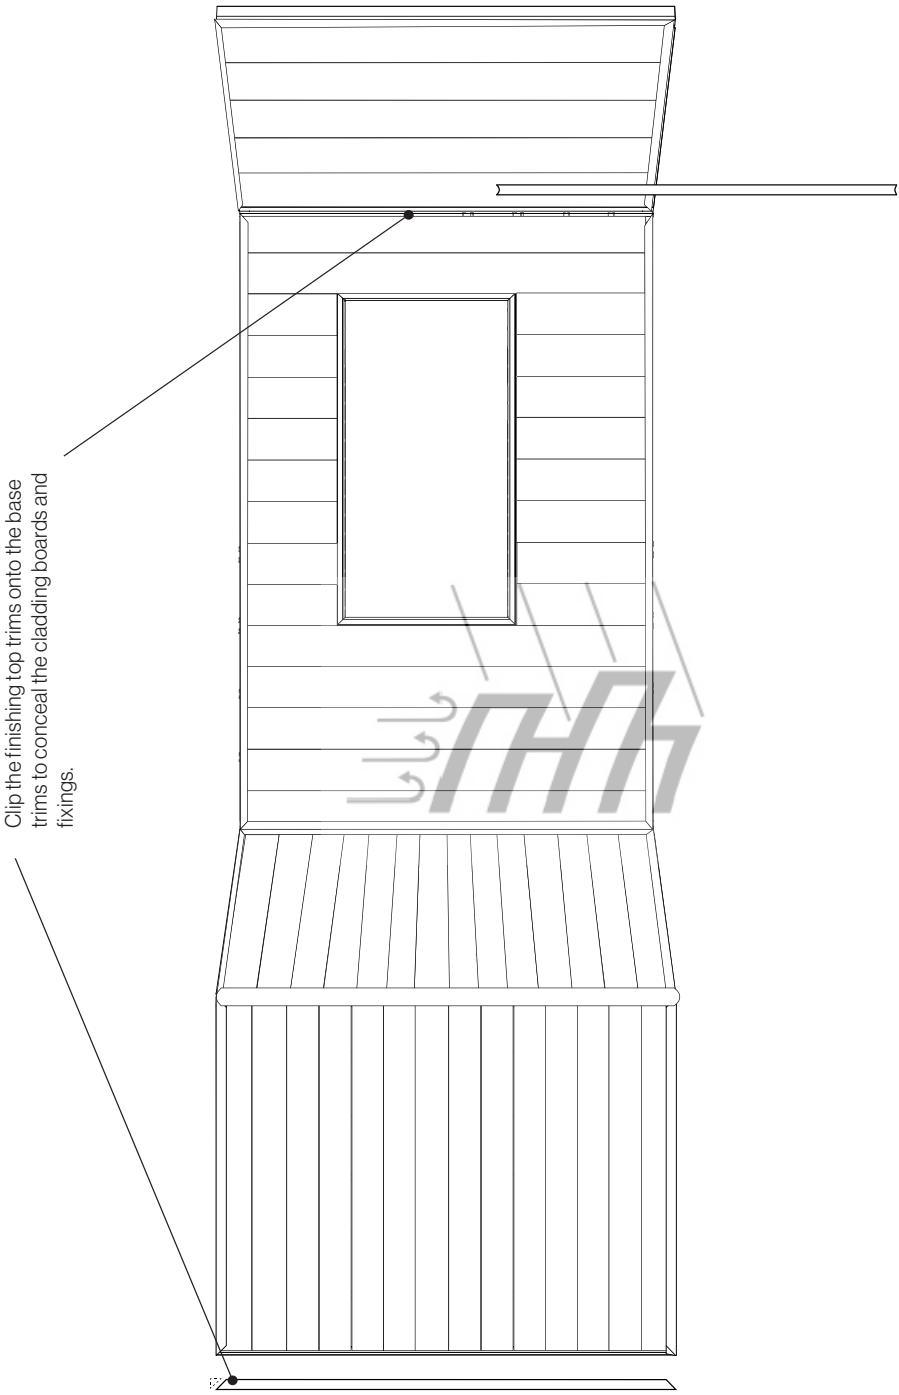 Clip the finishing top trims onto the base
trims to conceal the cladding boards and
fixings.